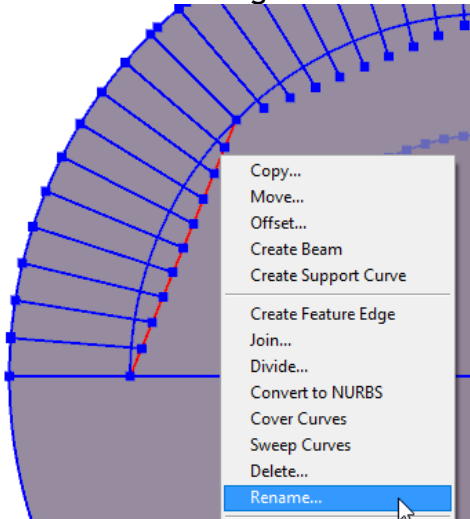 Copy...
Move...
Offset...
Create Beam
Create Support Curve
Create Feature Edge
Join...
Divide...
Convert to NURBS
Cover Curves
Sweep Curves
Delete...
Rename...